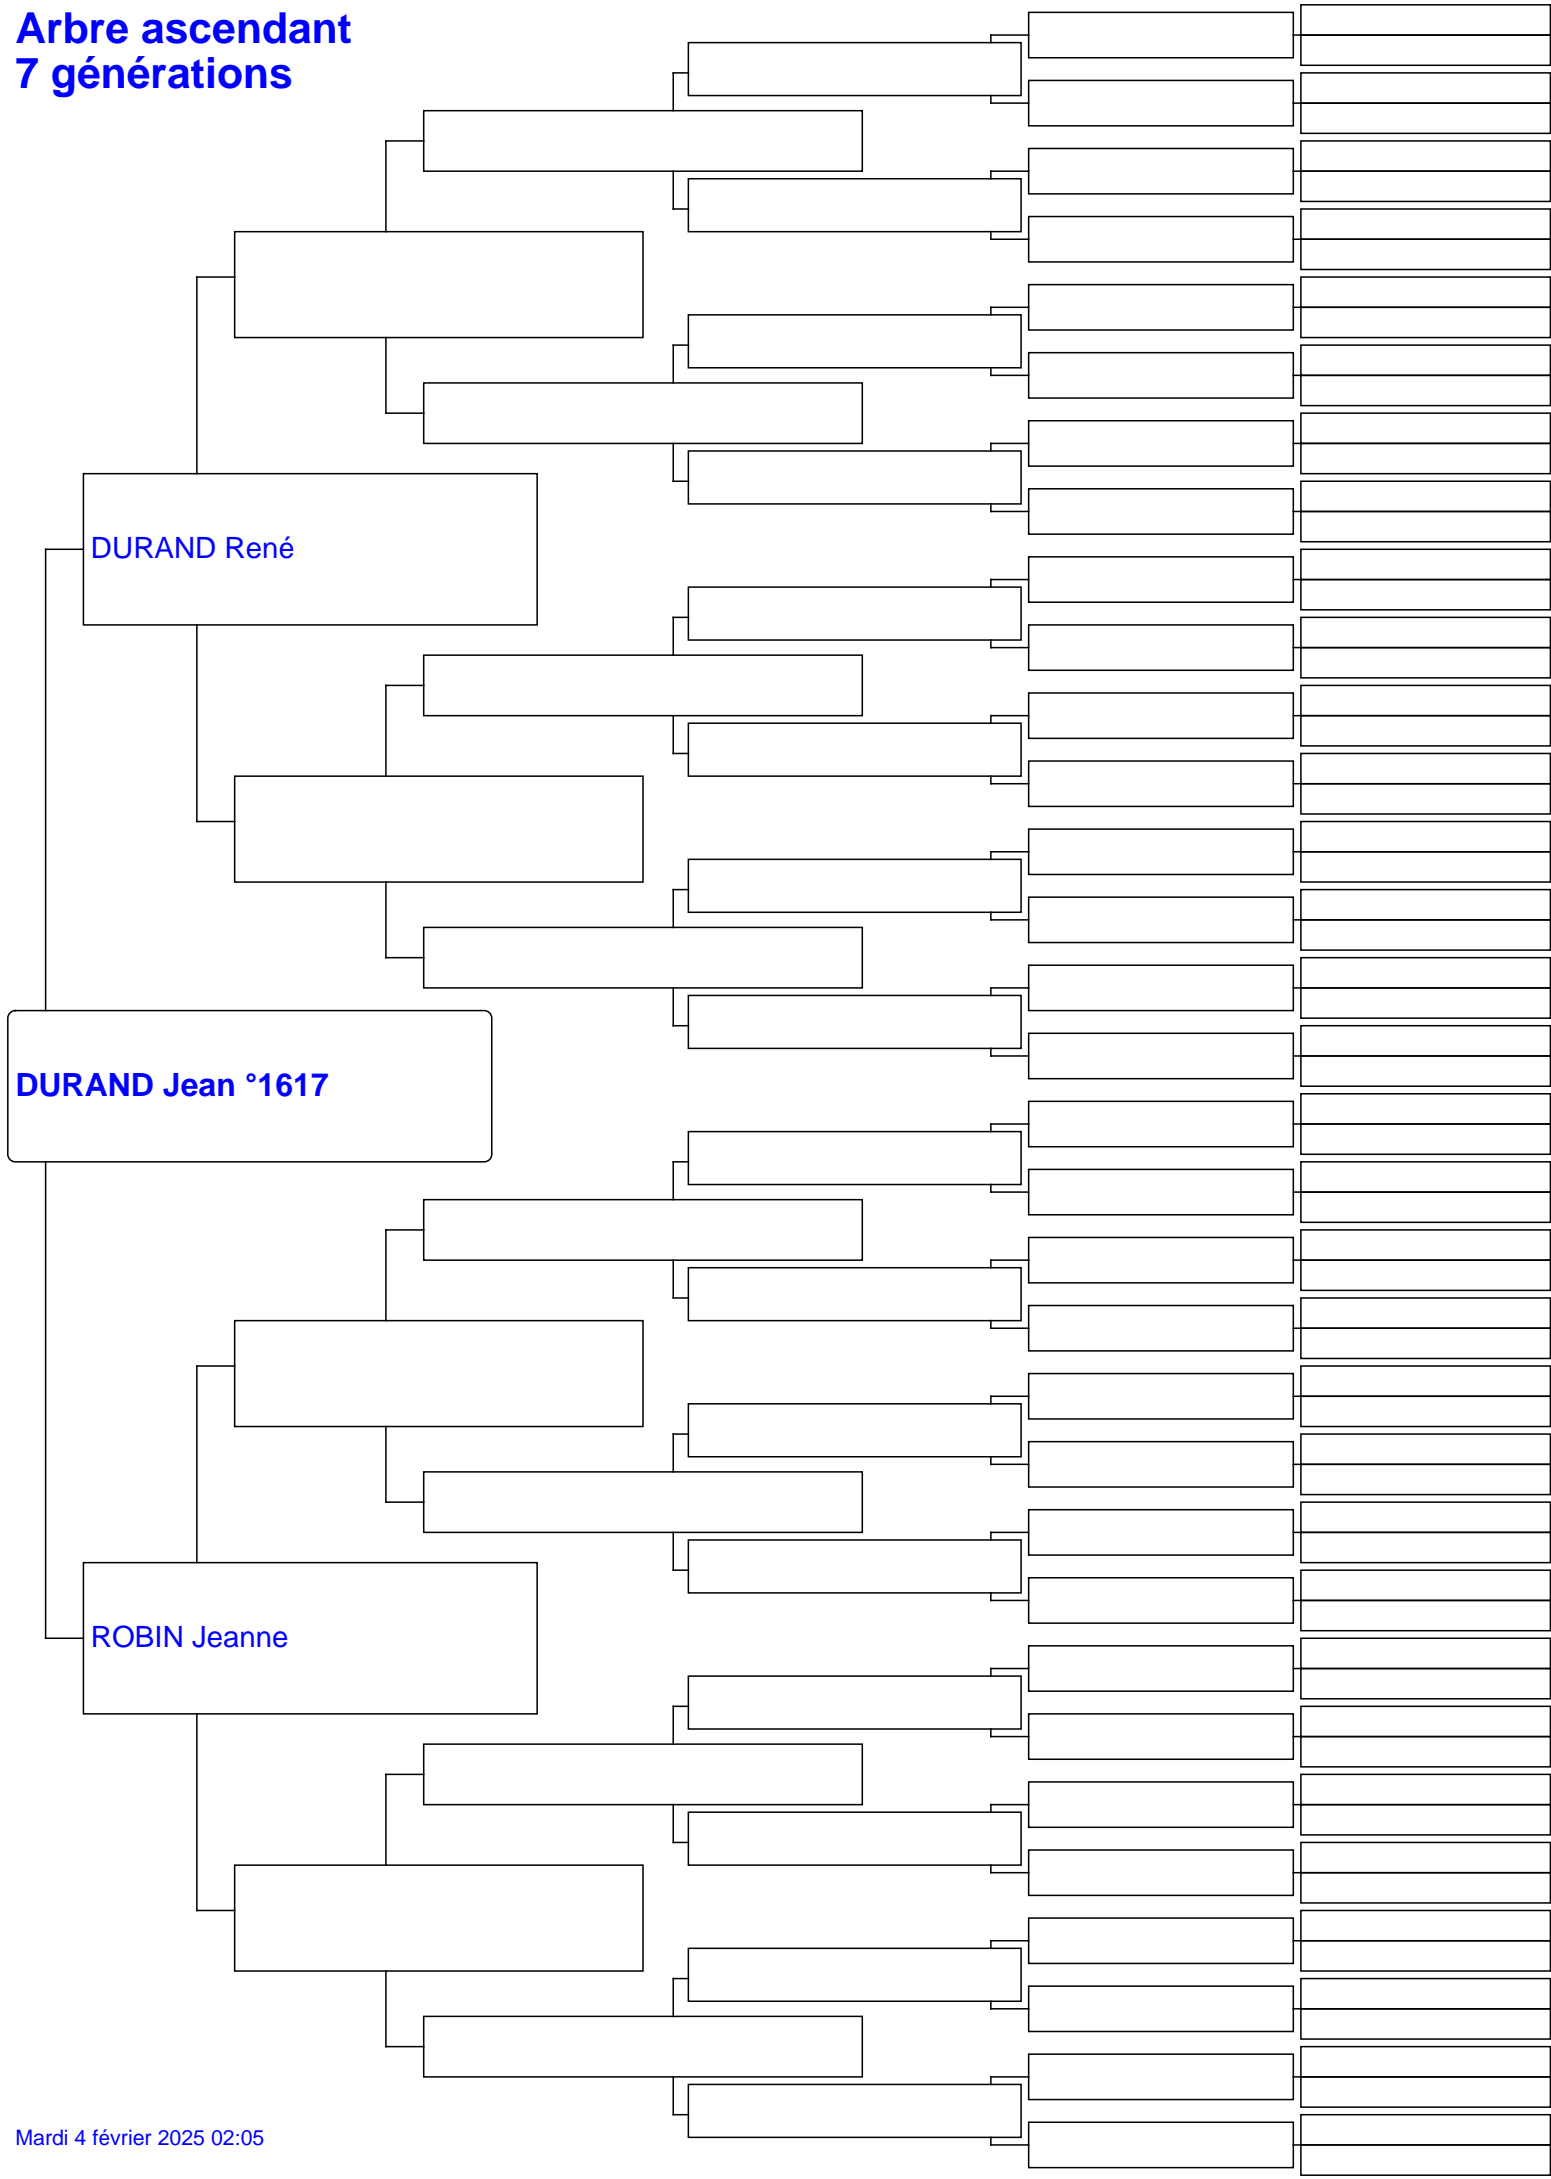 Arbre ascendant
7 générations
DURAND René
DURAND Jean °1617
ROBIN Jeanne
Mardi 4 février 2025 02:05